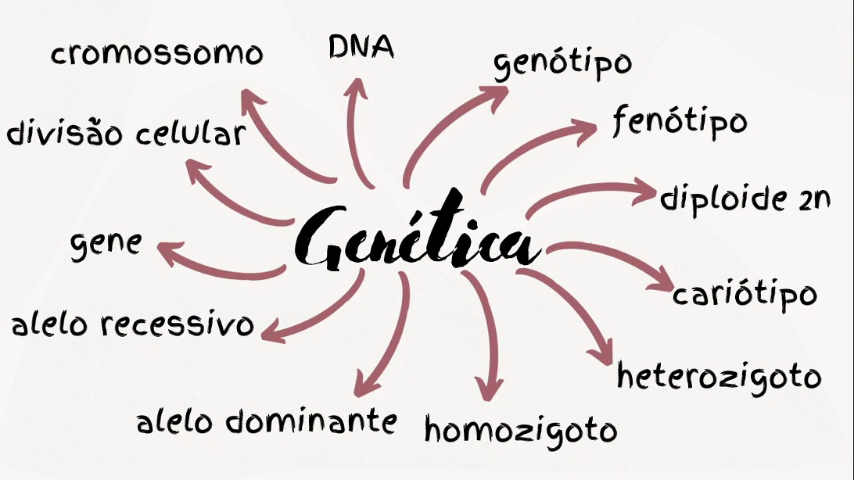 cromossomo
DNA
genótipo
fenótipo
divisão celular
diploide 2n
Genética
gene
cariótipo
alelo recessivo
heterozigoto
alelo dominante
homozigoto